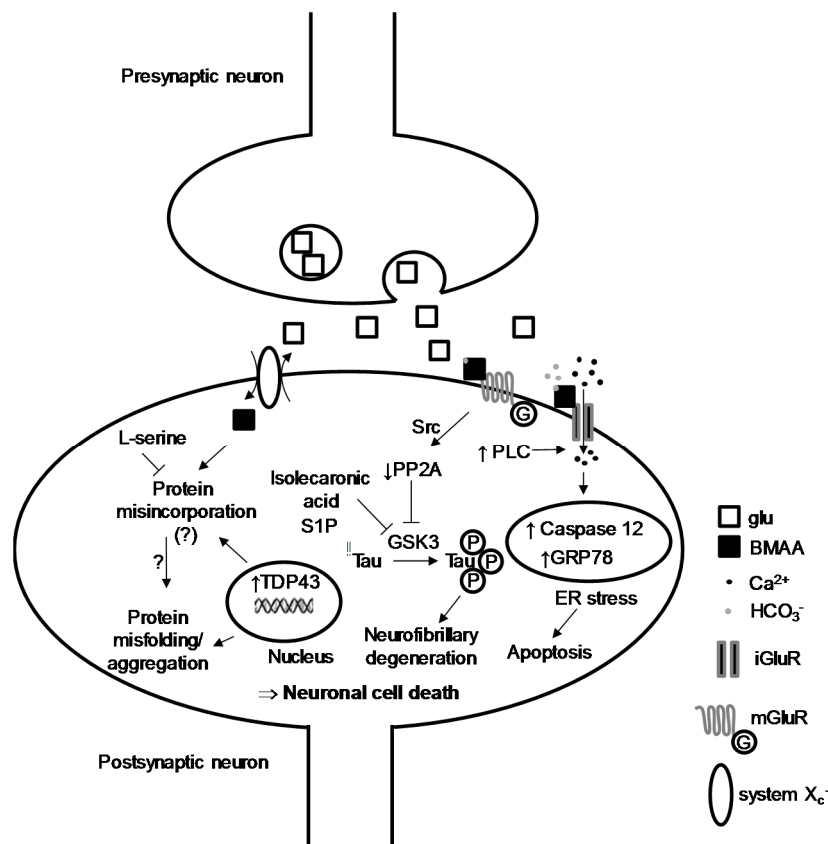 Presynaptic neuron
L-serine
Protein
misincorporation
(?)
?
Protein
misfolding/
aggregation
↑TDP43
Nucleus
Isolecaronic
acid
S1P
Src
↓PP2A
GSK3
Tau
Tau
P
P
P
Neurofibrillary
degeneration
G
↑ PLC
↑ Caspase 12
↑GRP78
ER stress
Apoptosis
⇒ Neuronal cell death
Postsynaptic neuron
glu
BMAA
Ca²⁺
HCO₃⁻
iGluR
mGluR
G
system Xc⁻